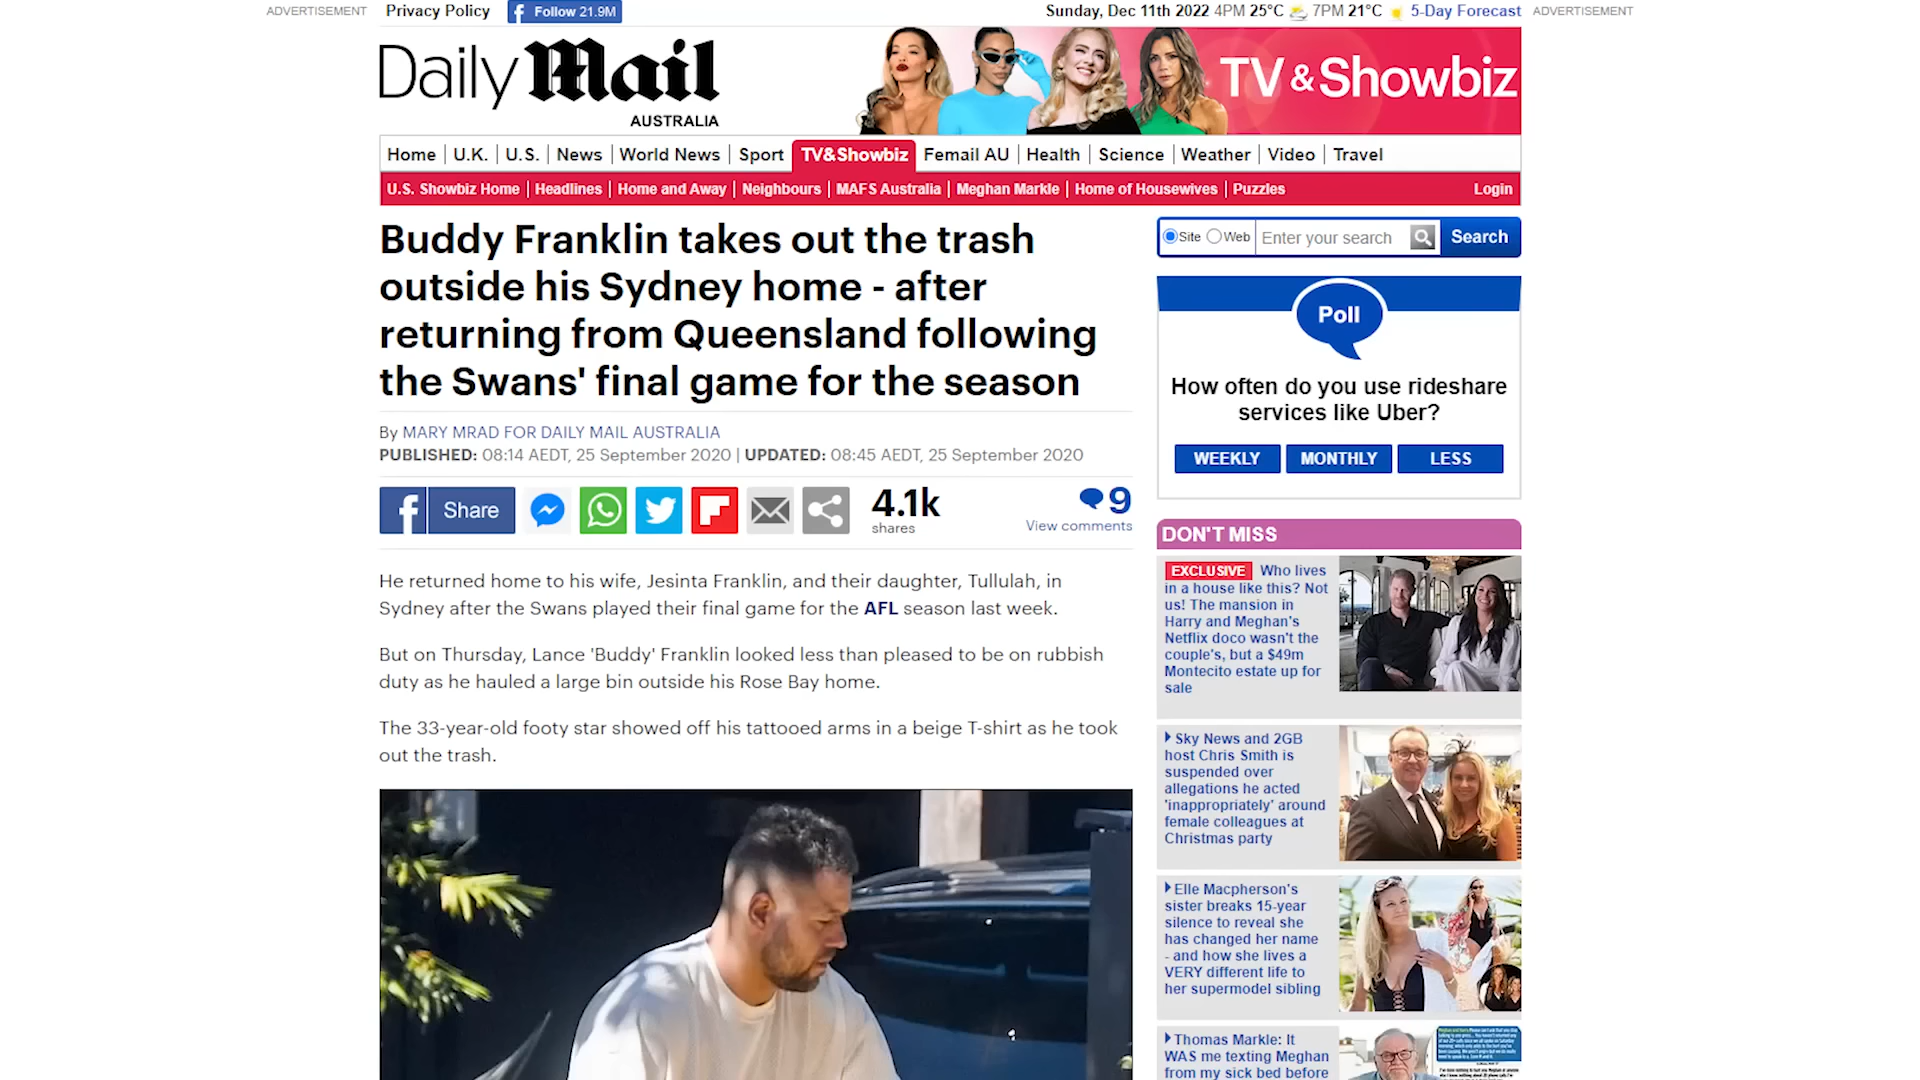 ADVERTISEMENT
Privacy Policy
Follow 21.9M
Sunday, Dec 11th 2022 4PM 25°C 7PM 21°C 5-Day Forecast
ADVERTISEMENT
Daily Mail
AUSTRALIA
TV & Showbiz
Home U.K. U.S. News World News Sport TV&Showbiz Femail AU Health Science Weather Video Travel
U.S. Showbiz Home Headlines Home and Away Neighbours MAFS Australia Meghan Markle Home of Housewives Puzzles Login
Buddy Franklin takes out the trash
outside his Sydney home - after
returning from Queensland following
the Swans' final game for the season
By MARY MRAD FOR DAILY MAIL AUSTRALIA
PUBLISHED: 08:14 AEDT, 25 September 2020 | UPDATED: 08:45 AEDT, 25 September 2020
Share
4.1k
shares
9
View comments
He returned home to his wife, Jesinta Franklin, and their daughter, Tullulah, in
Sydney after the Swans played their final game for the AFL season last week.
But on Thursday, Lance 'Buddy' Franklin looked less than pleased to be on rubbish
duty as he hauled a large bin outside his Rose Bay home.
The 33-year-old footy star showed off his tattooed arms in a beige T-shirt as he took
out the trash.
Site Web Enter your search Search
Poll
How often do you use rideshare
services like Uber?
WEEKLY MONTHLY LESS
DON'T MISS
EXCLUSIVE Who lives
in a house like this? Not
us! The mansion in
Harry and Meghan's
Netflix doco wasn't the
couple's, but a $49m
Montecito estate up for
sale
Sky News and 2GB
host Chris Smith is
suspended over
allegations he acted
'inappropriately' around
female colleagues at
Christmas party
Elle Macpherson's
sister breaks 15-year
silence to reveal she
has changed her name
- and how she lives a
VERY different life to
her supermodel sibling
Thomas Markle: It
WAS me texting Meghan
from my sick bed before